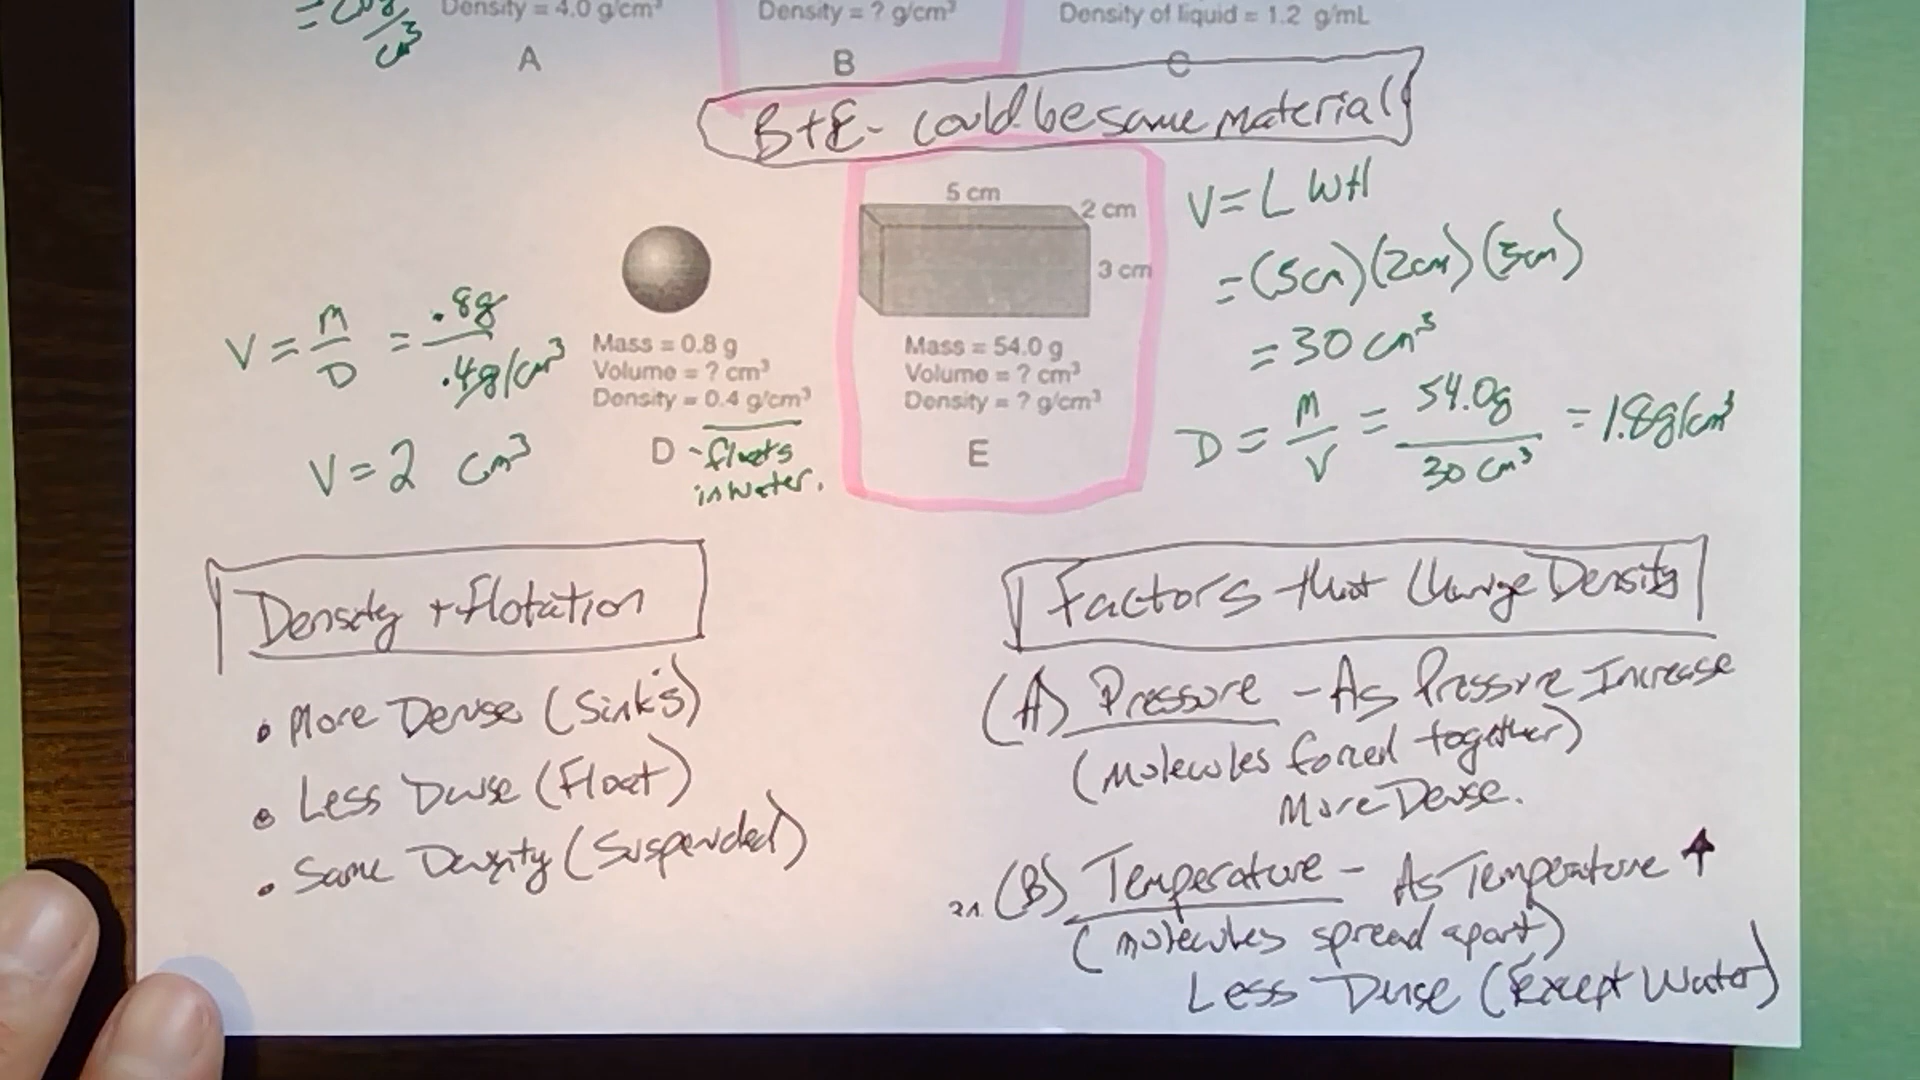 Density = 4.0 g/cm³
Density = ? g/cm³
Density of liquid = 1.2 g/mL
A
B
C
B+E - could be same material
5 cm
2 cm
3 cm
V = L W H
= (5cm)(2cm)(3cm)
= 30 cm³
D = M/V = 54.0g/30 cm³ = 1.8g/cm³
V = M/D = .8g/.4g/cm³
V = 2 cm³
Mass = 0.8 g
Volume = ? cm³
Density = 0.4 g/cm³
D - floats
in water.
Mass = 54.0 g
Volume = ? cm³
Density = ? g/cm³
E
Density + Flotation
• More Dense (Sinks)
• Less Dense (Float)
• Same Density (Suspended)
Factors that Change Density
(A) Pressure - As Pressure Increase
(Molecules forced together)
More Dense.
(B) Temperature - As Temperature ↑
(molecules spread apart)
Less Dense (Except Water)